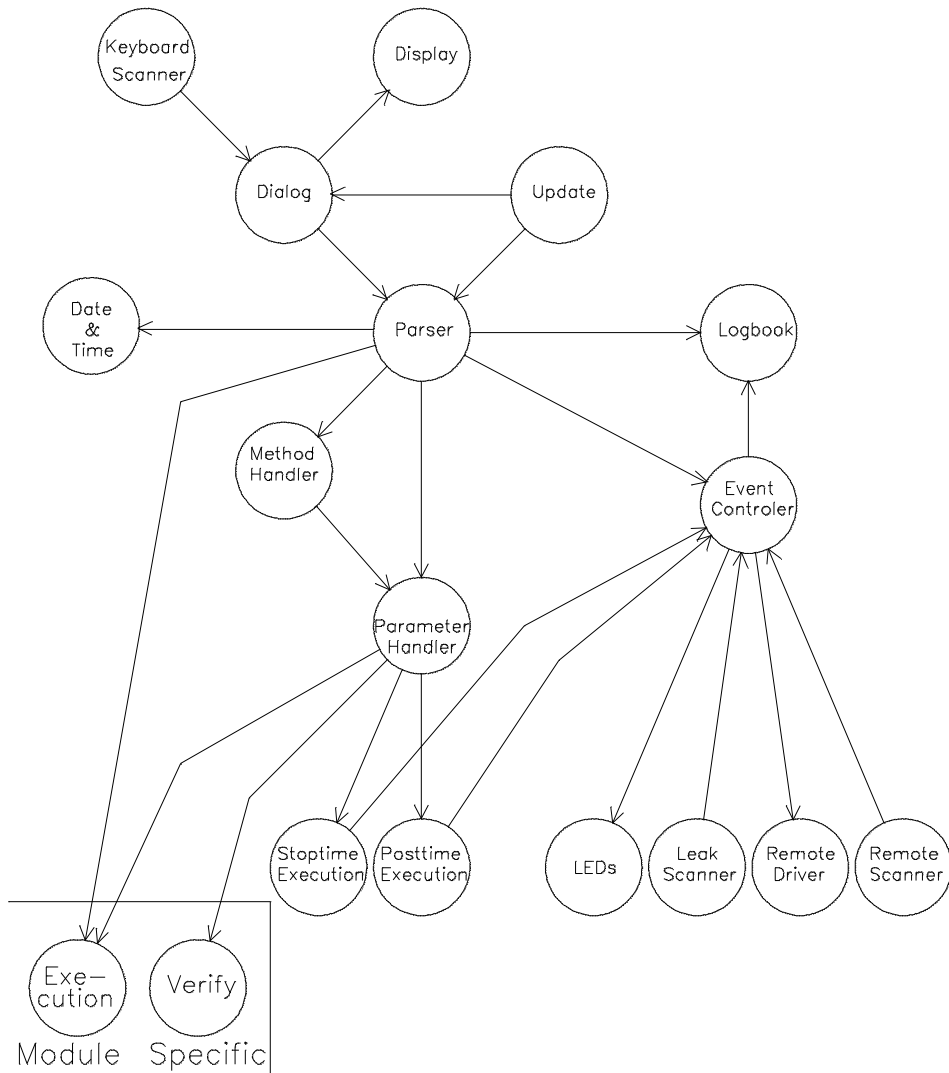 Keyboard
Scanner
Display
Dialog
Update
Date
&
Time
Parser
Logbook
Method
Handler
Event
Controler
Parameter
Handler
Stoptime
Execution
Posttime
Execution
LEDs
Leak
Scanner
Remote
Driver
Remote
Scanner
Exe-
cution
Verify
Module Specific